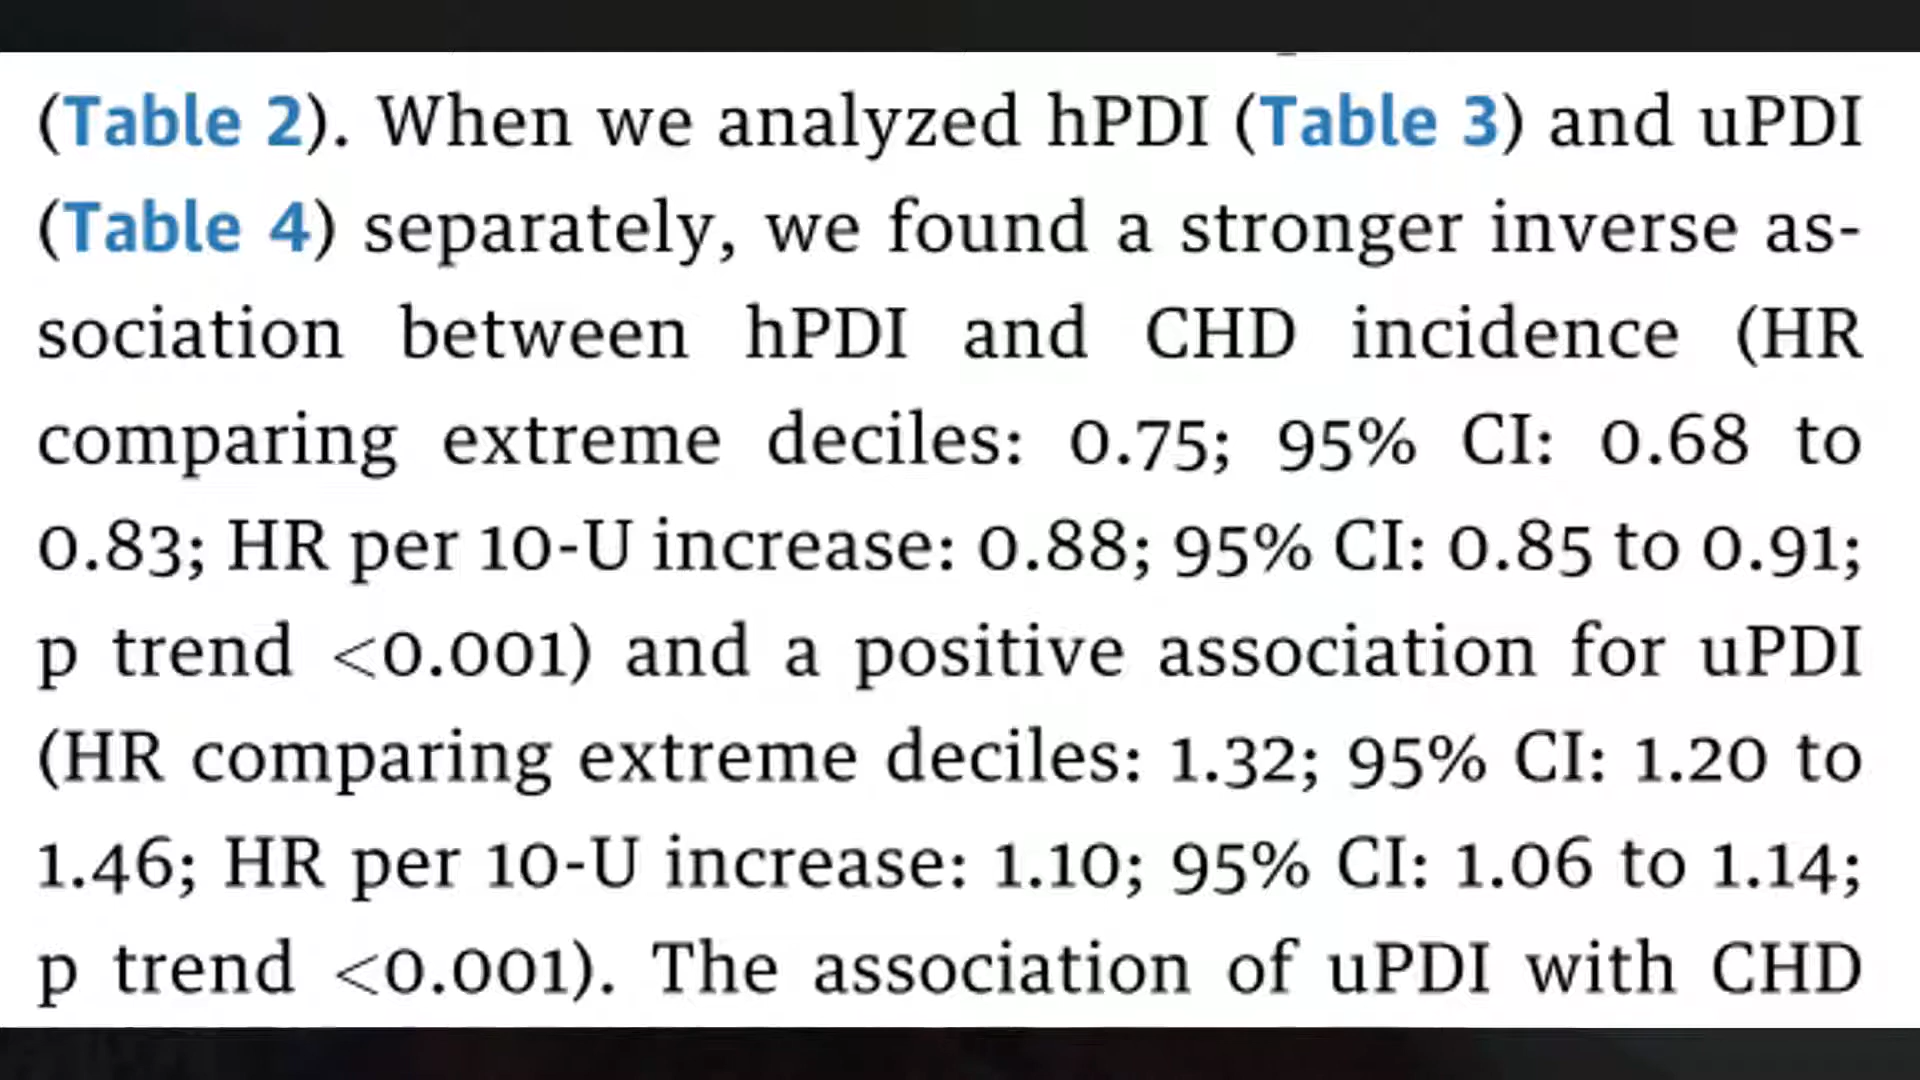 (Table 2). When we analyzed hPDI (Table 3) and uPDI
(Table 4) separately, we found a stronger inverse as-
sociation between hPDI and CHD incidence (HR
comparing extreme deciles: 0.75; 95% CI: 0.68 to
0.83; HR per 10-U increase: 0.88; 95% CI: 0.85 to 0.91;
p trend <0.001) and a positive association for uPDI
(HR comparing extreme deciles: 1.32; 95% CI: 1.20 to
1.46; HR per 10-U increase: 1.10; 95% CI: 1.06 to 1.14;
p trend <0.001). The association of uPDI with CHD